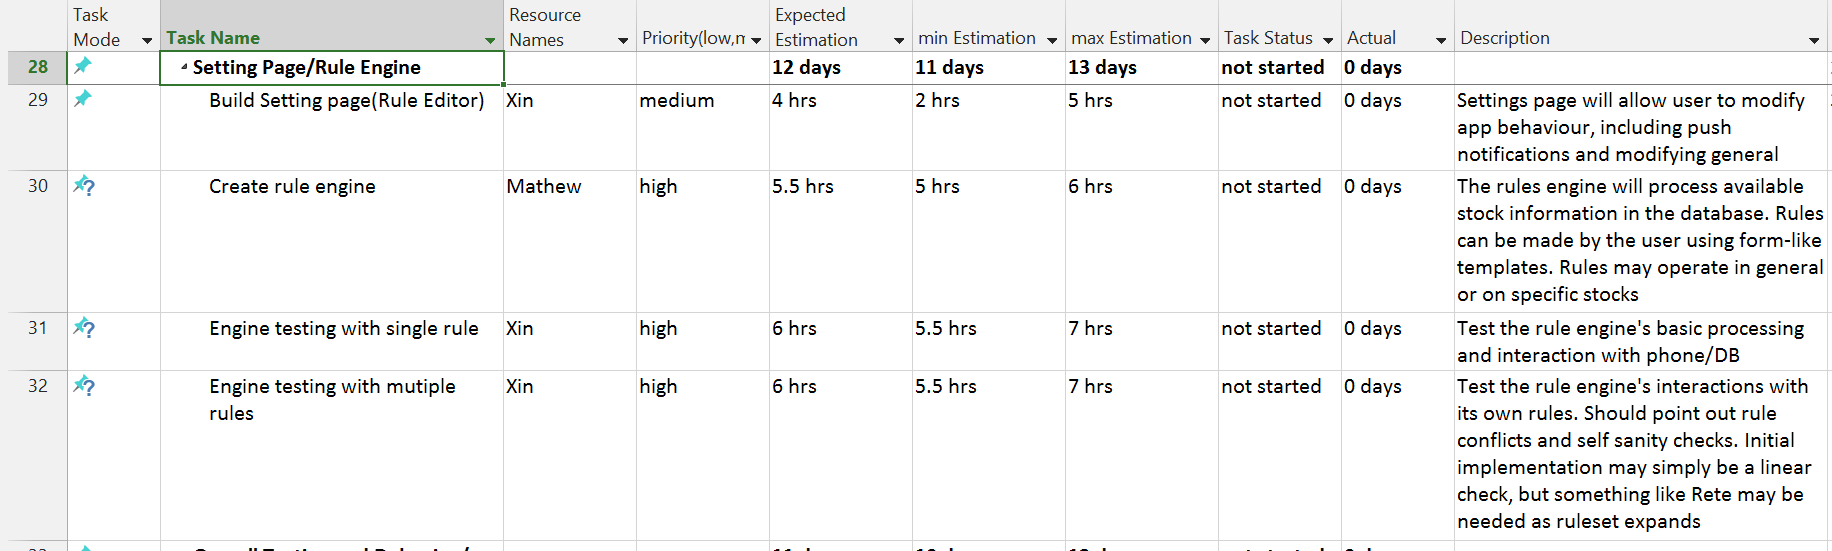 Task Mode Task Name Resource Names Priority(low,m Expected Estimation min Estimation max Estimation Task Status Actual Description
28 Setting Page/Rule Engine 12 days 11 days 13 days not started 0 days
29 Build Setting page(Rule Editor) Xin medium 4 hrs 2 hrs 5 hrs not started 0 days Settings page will allow user to modify
app behaviour, including push
notifications and modifying general
30 ? Create rule engine Mathew high 5.5 hrs 5 hrs 6 hrs not started 0 days The rules engine will process available
stock information in the database. Rules
can be made by the user using form-like
templates. Rules may operate in general
or on specific stocks
31 ? Engine testing with single rule Xin high 6 hrs 5.5 hrs 7 hrs not started 0 days Test the rule engine's basic processing
and interaction with phone/DB
32 ? Engine testing with mutiple Xin high 6 hrs 5.5 hrs 7 hrs not started 0 days Test the rule engine's interactions with
rules its own rules. Should point out rule
conflicts and self sanity checks. Initial
implementation may simply be a linear
check, but something like Rete may be
needed as ruleset expands